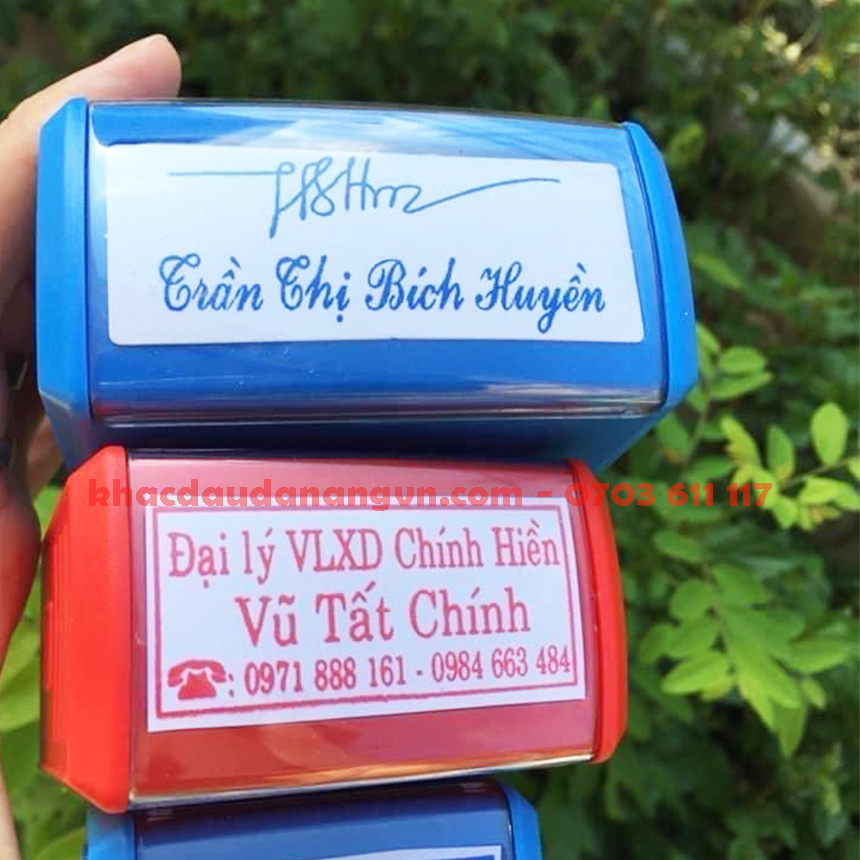 Trần Thị Bích Huyền
khacdaudanangvn.com - 0703 611 117
Đại lý VLXD Chính Hiền
Vũ Tất Chính
: 0971 888 161 - 0984 663 484